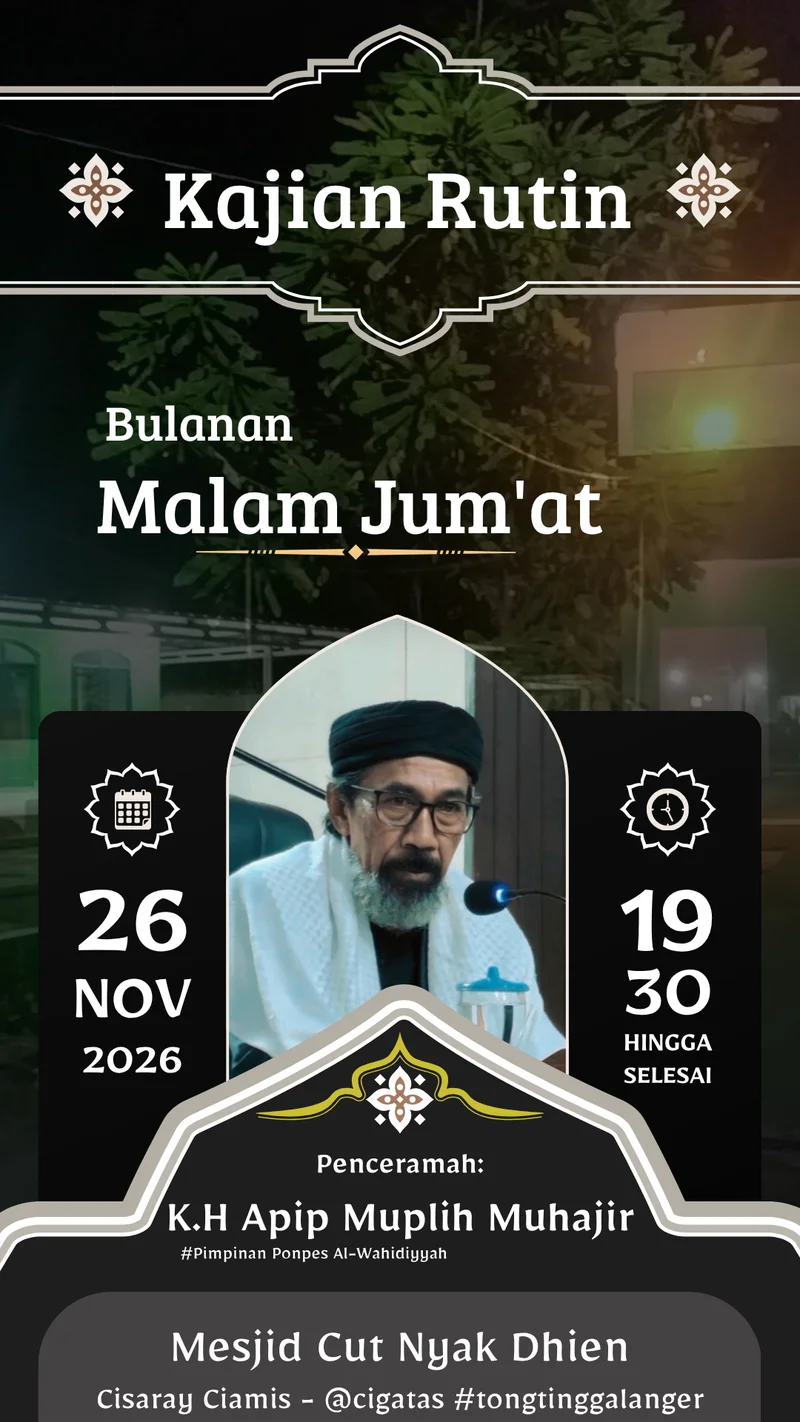 Kajian Rutin
Bulanan
Malam Jum'at
26
NOV
2026
19
30
HINGGA
SELESAI
Penceramah:
K.H Apip Muplih Muhajir
#Pimpinan Ponpes Al-Wahidiyyah
Mesjid Cut Nyak Dhien
Cisaray Ciamis - @cigatas #tongtinggalanger